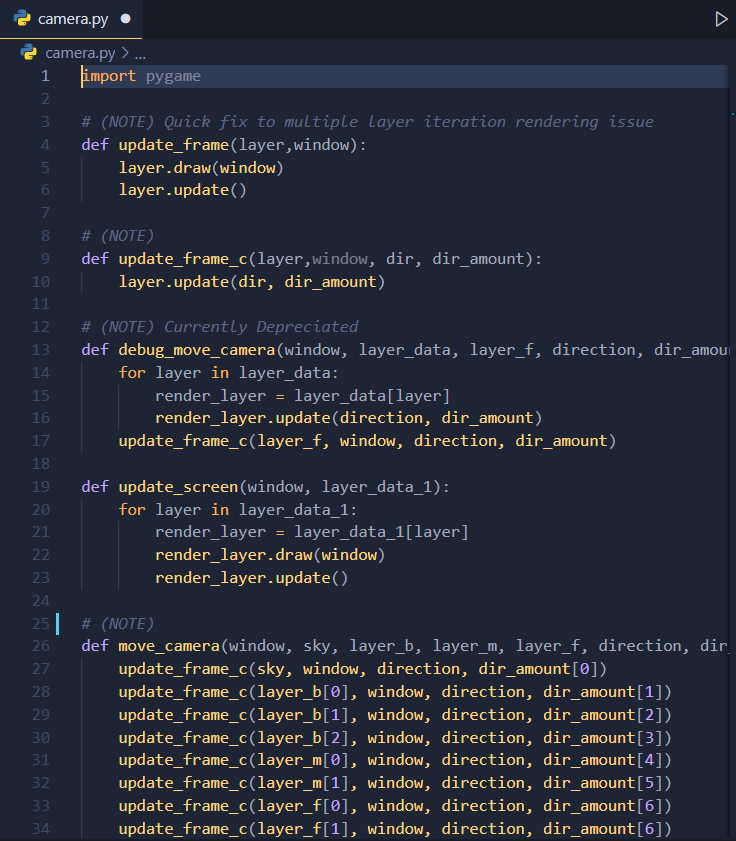 camera.py
camera.py > ...
1 import pygame
2
3 # (NOTE) Quick fix to multiple layer iteration rendering issue
4 def update_frame(layer,window):
5     layer.draw(window)
6     layer.update()
7
8 # (NOTE)
9 def update_frame_c(layer,window, dir, dir_amount):
10     layer.update(dir, dir_amount)
11
12 # (NOTE) Currently Depreciated
13 def debug_move_camera(window, layer_data, layer_f, direction, dir_amou
14     for layer in layer_data:
15         render_layer = layer_data[layer]
16         render_layer.update(direction, dir_amount)
17     update_frame_c(layer_f, window, direction, dir_amount)
18
19 def update_screen(window, layer_data_1):
20     for layer in layer_data_1:
21         render_layer = layer_data_1[layer]
22         render_layer.draw(window)
23         render_layer.update()
24
25 # (NOTE)
26 def move_camera(window, sky, layer_b, layer_m, layer_f, direction, dir_
27     update_frame_c(sky, window, direction, dir_amount[0])
28     update_frame_c(layer_b[0], window, direction, dir_amount[1])
29     update_frame_c(layer_b[1], window, direction, dir_amount[2])
30     update_frame_c(layer_b[2], window, direction, dir_amount[3])
31     update_frame_c(layer_m[0], window, direction, dir_amount[4])
32     update_frame_c(layer_m[1], window, direction, dir_amount[5])
33     update_frame_c(layer_f[0], window, direction, dir_amount[6])
34     update_frame_c(layer_f[1], window, direction, dir_amount[6])